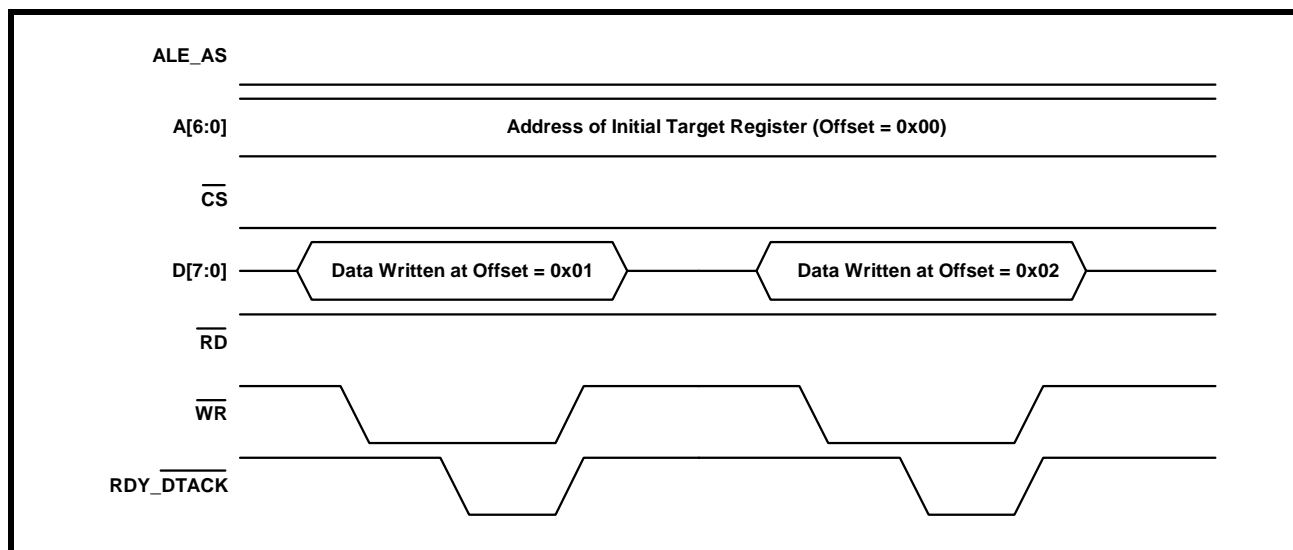 ALE_AS
A[6:0] Address of Initial Target Register (Offset = 0x00)
CS
D[7:0] Data Written at Offset = 0x01 Data Written at Offset = 0x02
RD
WR
RDY_DTACK